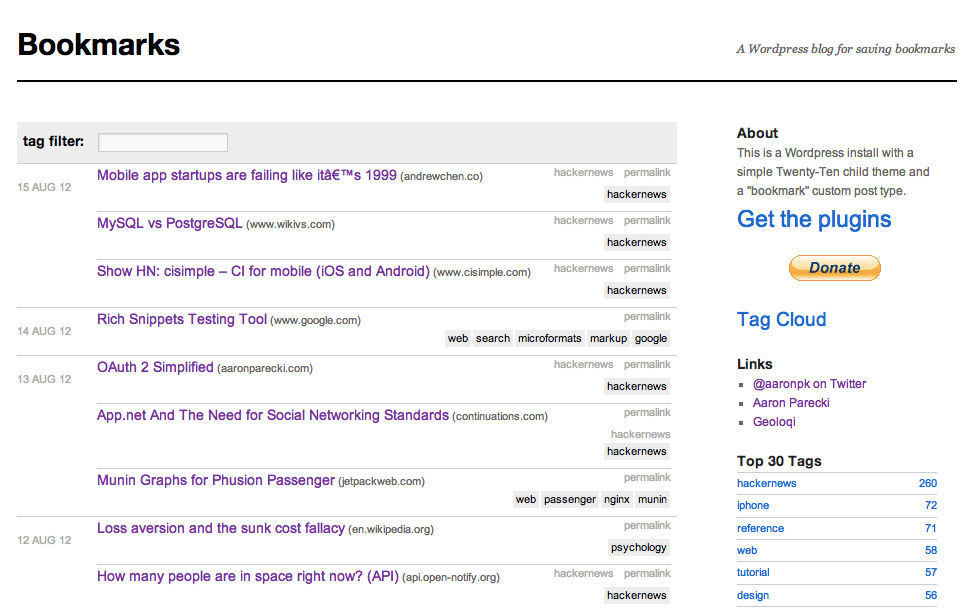 Bookmarks
A Wordpress blog for saving bookmarks
tag filter:
15 AUG 12
Mobile app startups are failing like itâ€™s 1999 (andrewchen.co)
hackernews permalink
hackernews
MySQL vs PostgreSQL (www.wikivs.com)
hackernews permalink
hackernews
Show HN: cisimple – CI for mobile (iOS and Android) (www.cisimple.com)
hackernews permalink
hackernews
14 AUG 12
Rich Snippets Testing Tool (www.google.com)
permalink
web search microformats markup google
13 AUG 12
OAuth 2 Simplified (aaronparecki.com)
hackernews permalink
hackernews
App.net And The Need for Social Networking Standards (continuations.com)
permalink
hackernews
hackernews
Munin Graphs for Phusion Passenger (jetpackweb.com)
permalink
web passenger nginx munin
12 AUG 12
Loss aversion and the sunk cost fallacy (en.wikipedia.org)
permalink
psychology
How many people are in space right now? (API) (api.open-notify.org)
hackernews permalink
hackernews
About
This is a Wordpress install with a
simple Twenty-Ten child theme and
a "bookmark" custom post type.
Get the plugins
Donate
Tag Cloud
Links
@aaronpk on Twitter
Aaron Parecki
Geoloqi
Top 30 Tags
hackernews 260
iphone 72
reference 71
web 58
tutorial 57
design 56